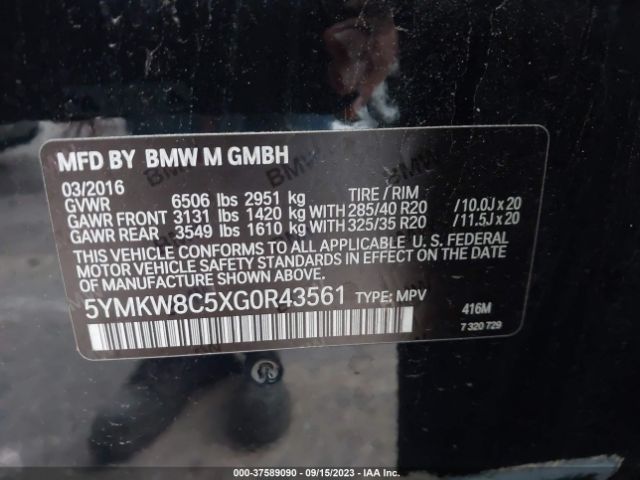 MFD BY BMW M GMBH
03/2016
GVWR 6506 lbs 2951 kg TIRE / RIM
GAWR FRONT 3131 lbs 1420 kg WITH 285/40 R20 /10.0J x 20
GAWR REAR 3549 lbs 1610 kg WITH 325/35 R20 /11.5J x 20
THIS VEHICLE CONFORMS TO ALL APPLICABLE U. S. FEDERAL
MOTOR VEHICLE SAFETY STANDARDS IN EFFECT ON THE DATE
OF MANUFACTURE SHOWN ABOVE.
5YMKW8C5XG0R43561 TYPE: MPV
416M
7 320 729
000-37589090 - 09/15/2023 - IAA Inc.